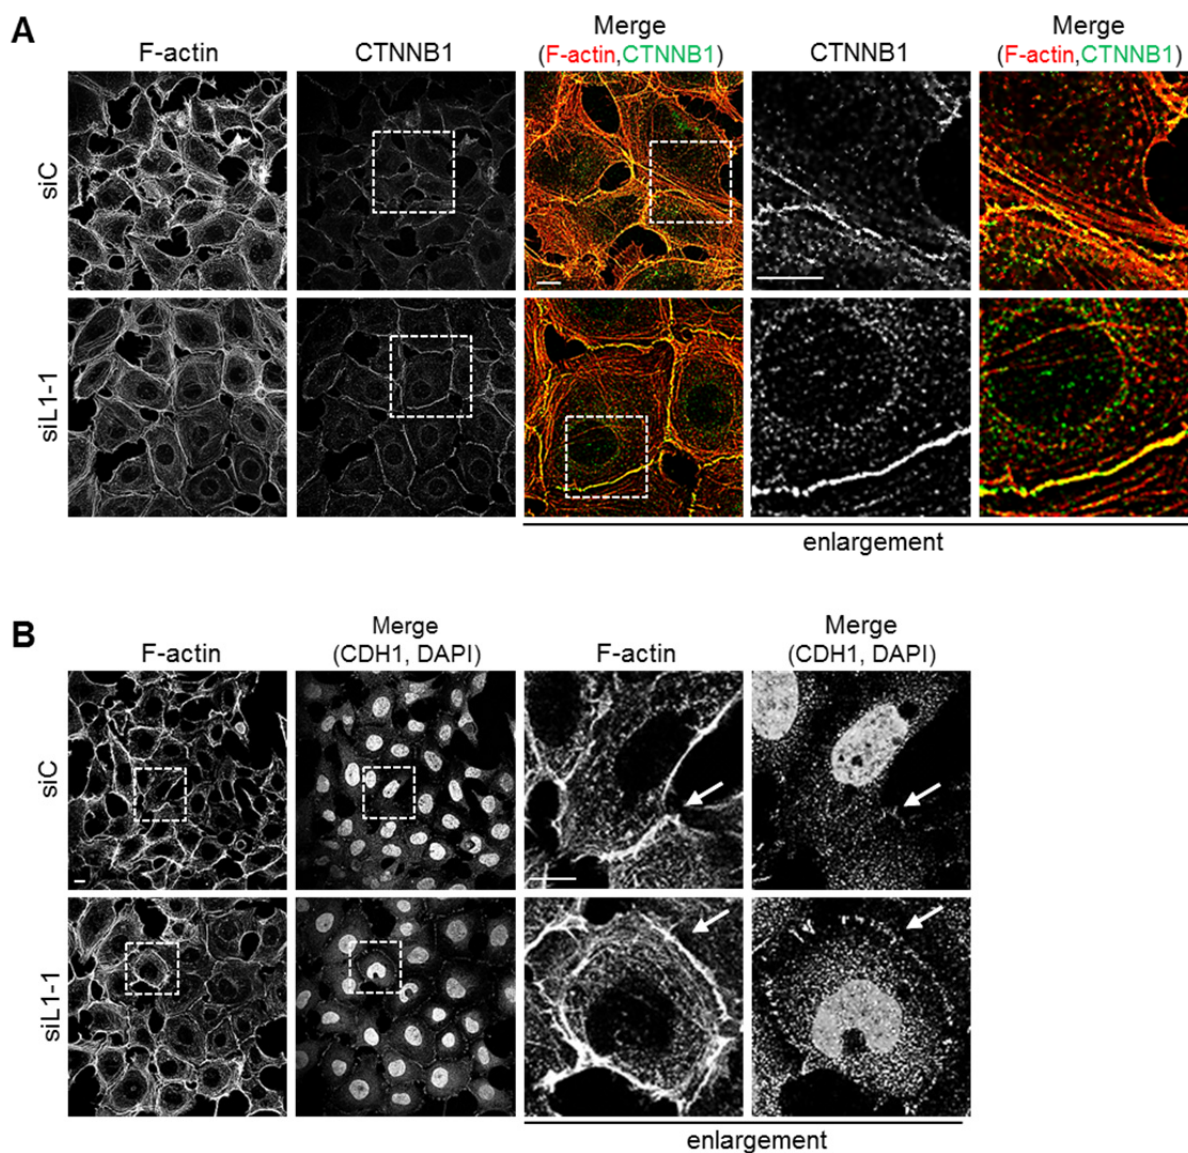 A
F-actin
CTNNB1
Merge
(F-actin,CTNNB1)
CTNNB1
Merge
(F-actin,CTNNB1)
siC
siL1-1
enlargement
B
F-actin
Merge
(CDH1, DAPI)
F-actin
Merge
(CDH1, DAPI)
siC
siL1-1
enlargement